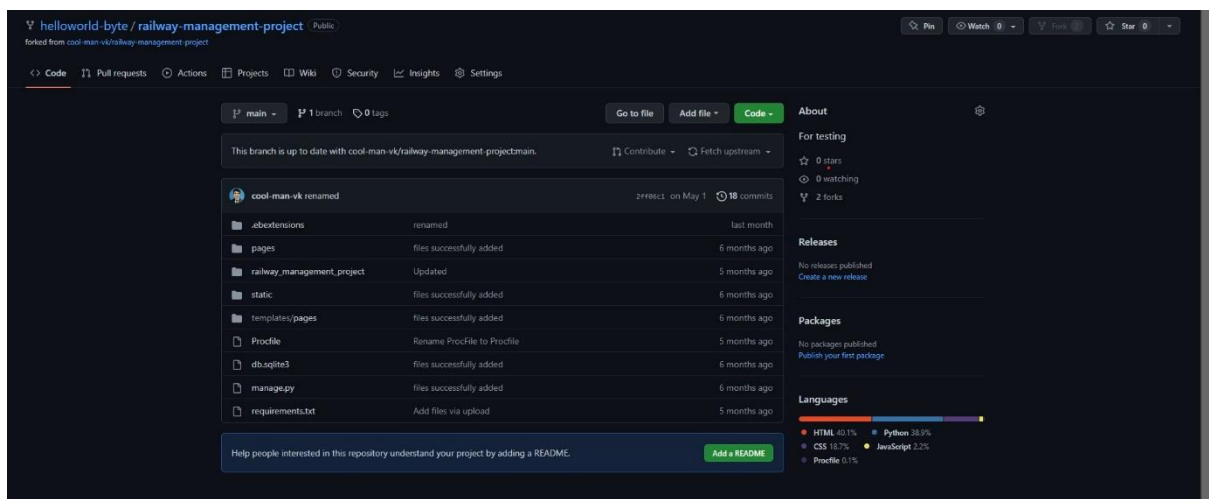 helloworld-byte / railway-management-project Public
forked from cool-man-vk/railway-management-project
Pin Watch 0 Fork 2 Star 0
<> Code Pull requests Actions Projects Wiki Security Insights Settings
main 1 branch 0 tags Go to file Add file Code
This branch is up to date with cool-man-vk/railway-management-project:main. Contribute Fetch upstream
cool-man-vk renamed 2ff06c1 on May 1 18 commits
.ebextensions renamed last month
pages files successfully added 6 months ago
railway_management_project Updated 5 months ago
static files successfully added 6 months ago
templates/pages files successfully added 6 months ago
Procfile Rename ProcFile to Procfile 5 months ago
db.sqlite3 files successfully added 6 months ago
manage.py files successfully added 6 months ago
requirements.txt Add files via upload 5 months ago
Help people interested in this repository understand your project by adding a README. Add a README
About
For testing
0 stars
0 watching
2 forks
Releases
No releases published
Create a new release
Packages
No packages published
Publish your first package
Languages
HTML 40.1% Python 38.9%
CSS 18.7% JavaScript 2.2%
Procfile 0.1%